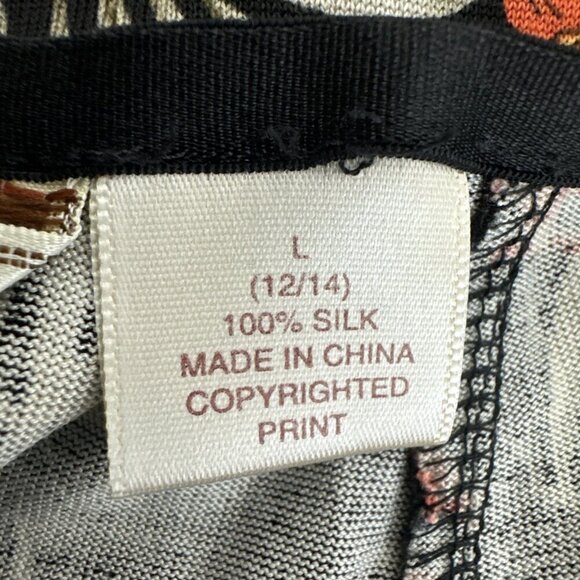 L
(12/14)
100% SILK
MADE IN CHINA
COPYRIGHTED
PRINT